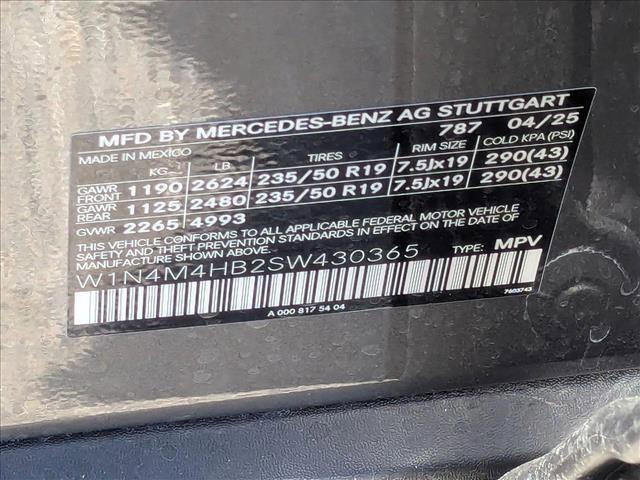 MFD BY MERCEDES-BENZ AG STUTTGART
MADE IN MEXICO 787 04/25
KG LB TIRES RIM SIZE COLD KPA (PSI)
GAWR FRONT 1190 2624 235/50 R19 7.5Jx19 290(43)
GAWR REAR 1125 2480 235/50 R19 7.5Jx19 290(43)
GVWR 2265 4993
THIS VEHICLE CONFORMS TO ALL APPLICABLE FEDERAL MOTOR VEHICLE
SAFETY AND THEFT PREVENTION STANDARDS IN EFFECT ON THE DATE OF
MANUFACTURE SHOWN ABOVE.
W1N4M4HB2SW430365 TYPE: MPV
A 000 817 54 04
7603743